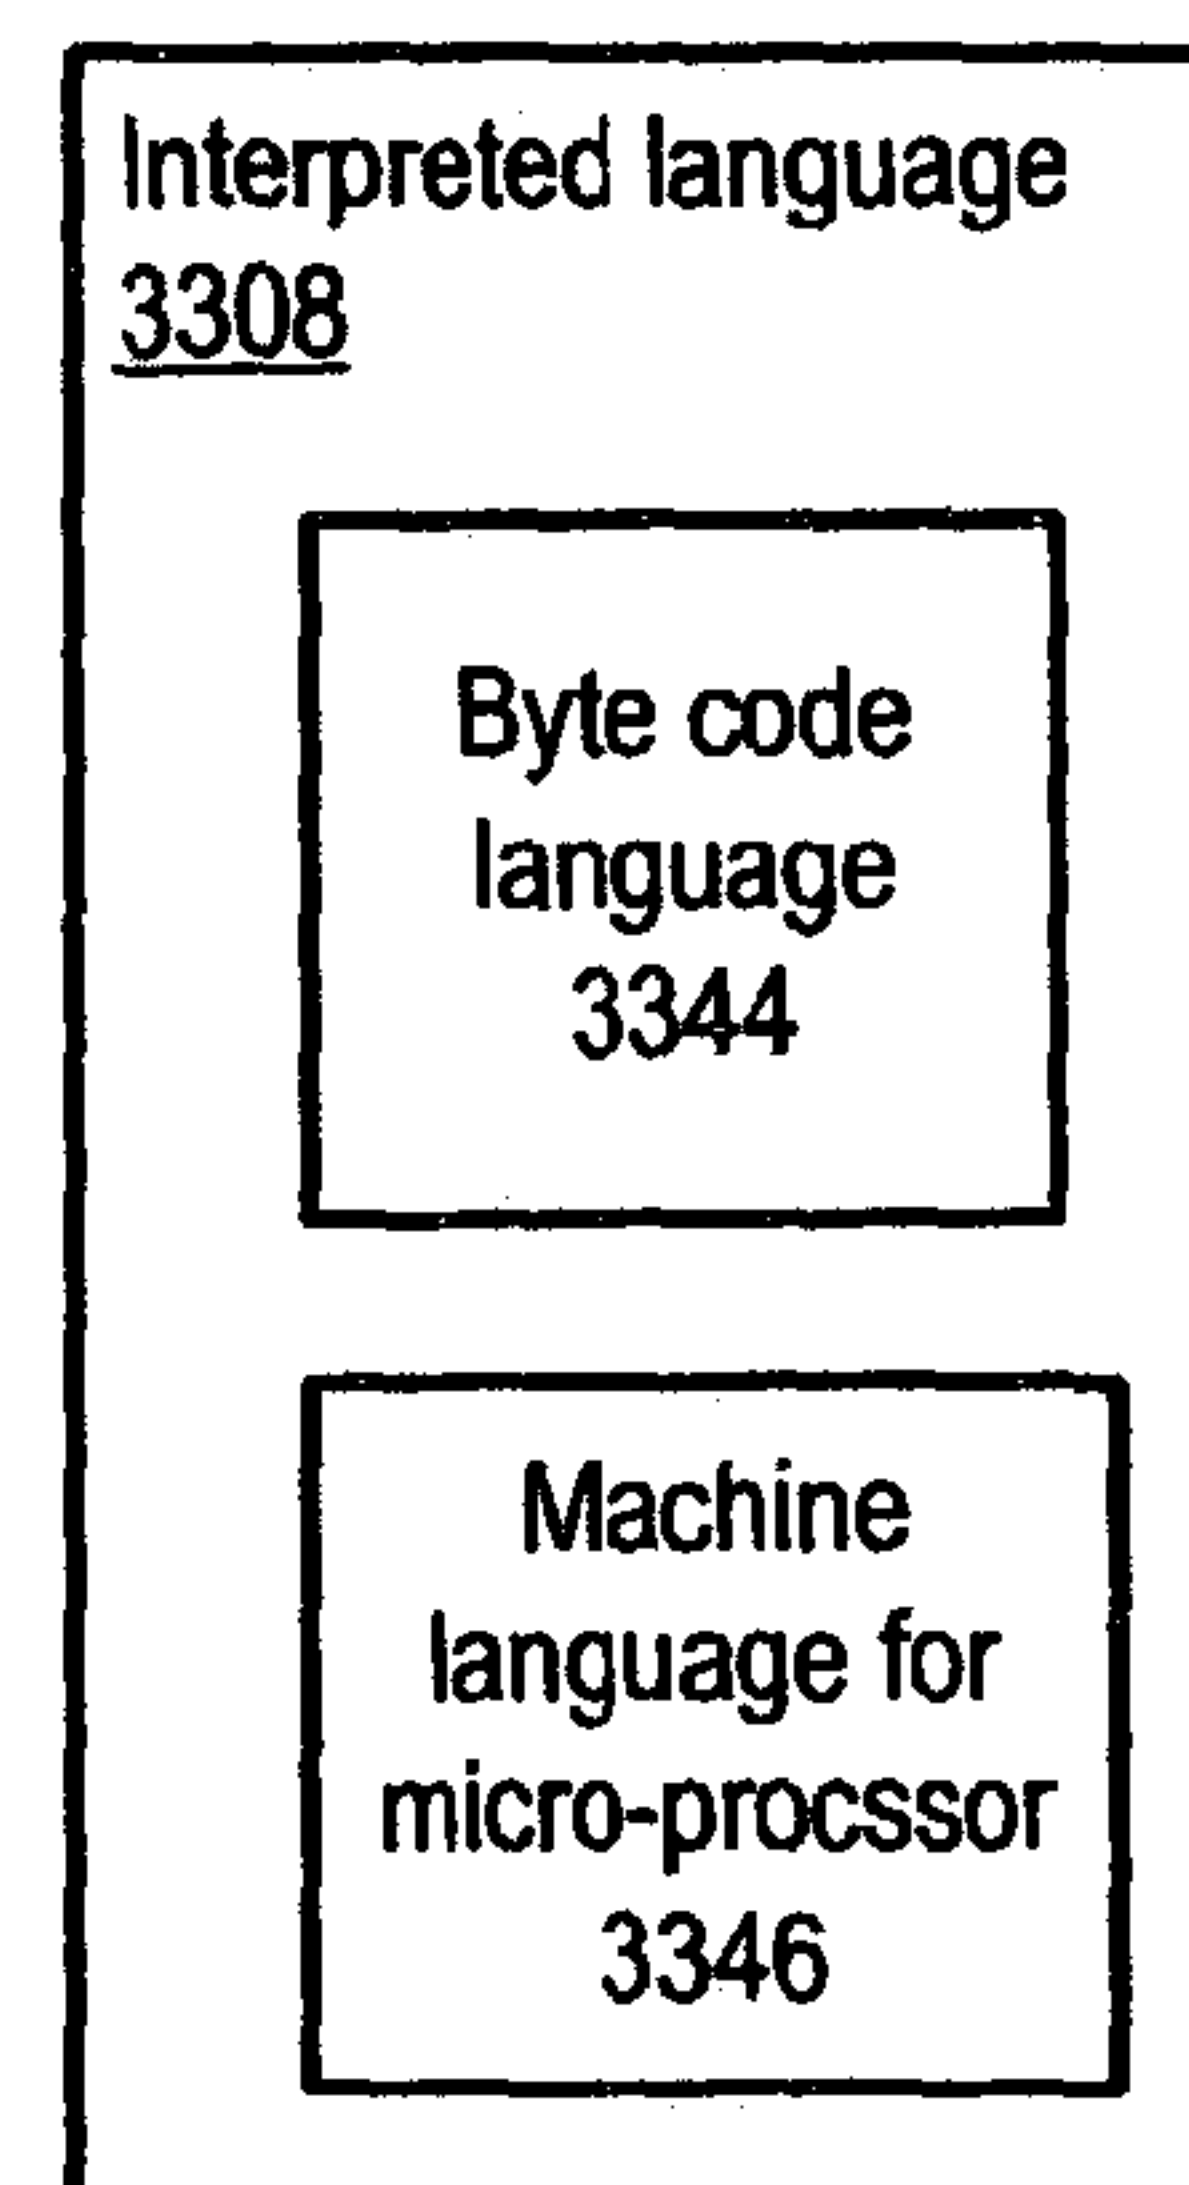 Interpreted language
3308
Byte code
language
3344
Machine
language for
micro-procssor
3346